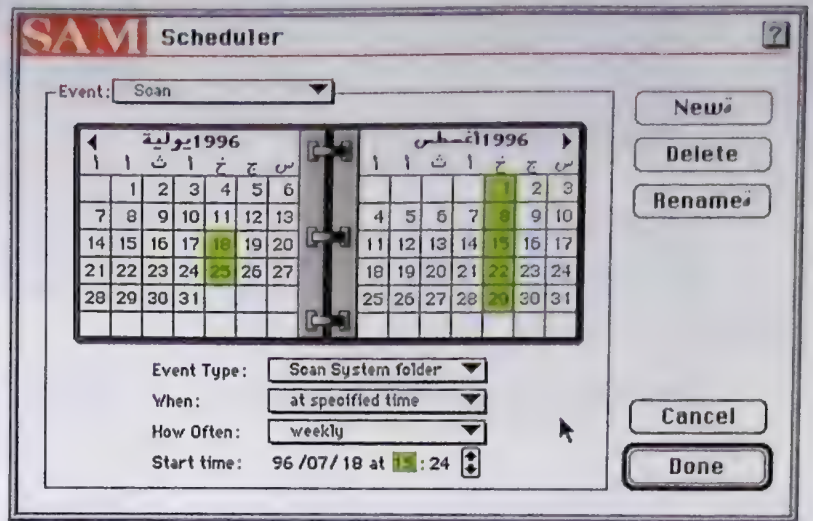 SAM Scheduler ?
Event: Scan
1996يولية
ا ا ث ا خ ج س
1 2 3 4 5 6
7 8 9 10 11 12 13
14 15 16 17 18 19 20
21 22 23 24 25 26 27
28 29 30 31
1996اغسطس
ا ا ث ا خ ج س
1 2 3
4 5 6 7 8 9 10
11 12 13 14 15 16 17
18 19 20 21 22 23 24
25 26 27 28 29 30 31
Event Type: Scan System folder
When: at specified time
How Often: weekly
Start time: 96/07/18 at 15:24
New
Delete
Rename
Cancel
Done